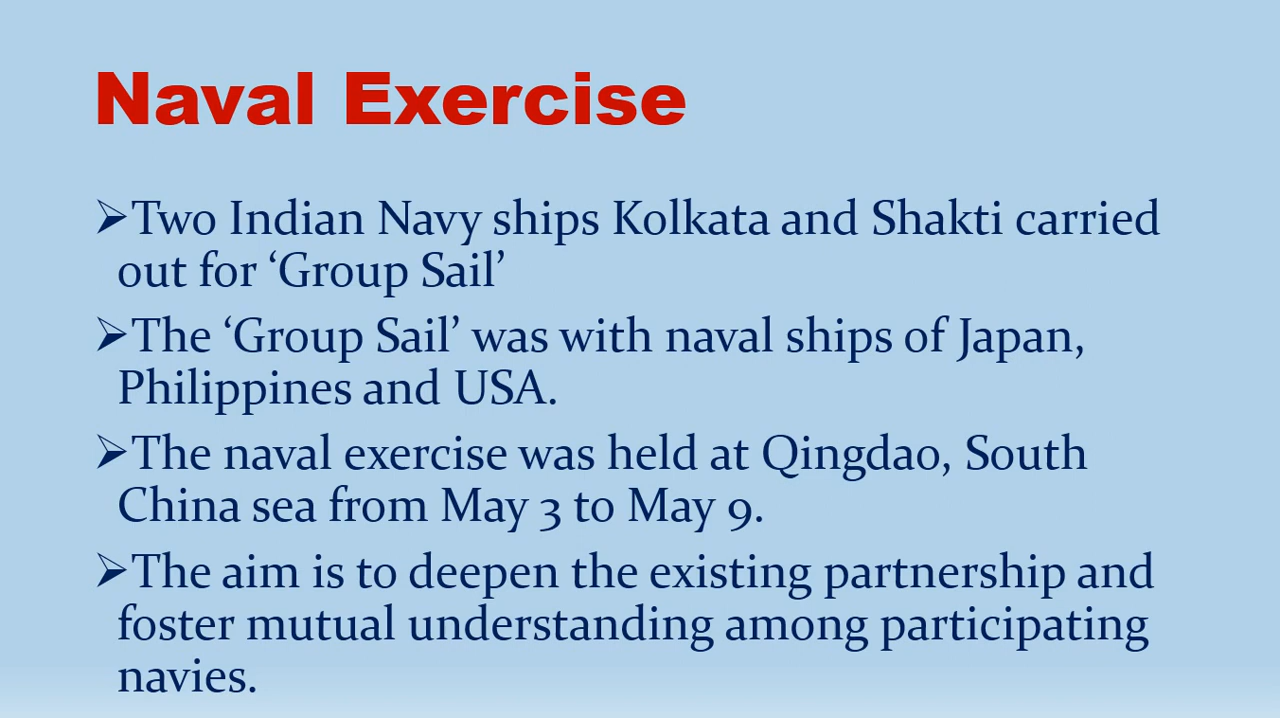 Naval Exercise
➢Two Indian Navy ships Kolkata and Shakti carried
out for ‘Group Sail’
➢The ‘Group Sail’ was with naval ships of Japan,
Philippines and USA.
➢The naval exercise was held at Qingdao, South
China sea from May 3 to May 9.
➢The aim is to deepen the existing partnership and
foster mutual understanding among participating
navies.